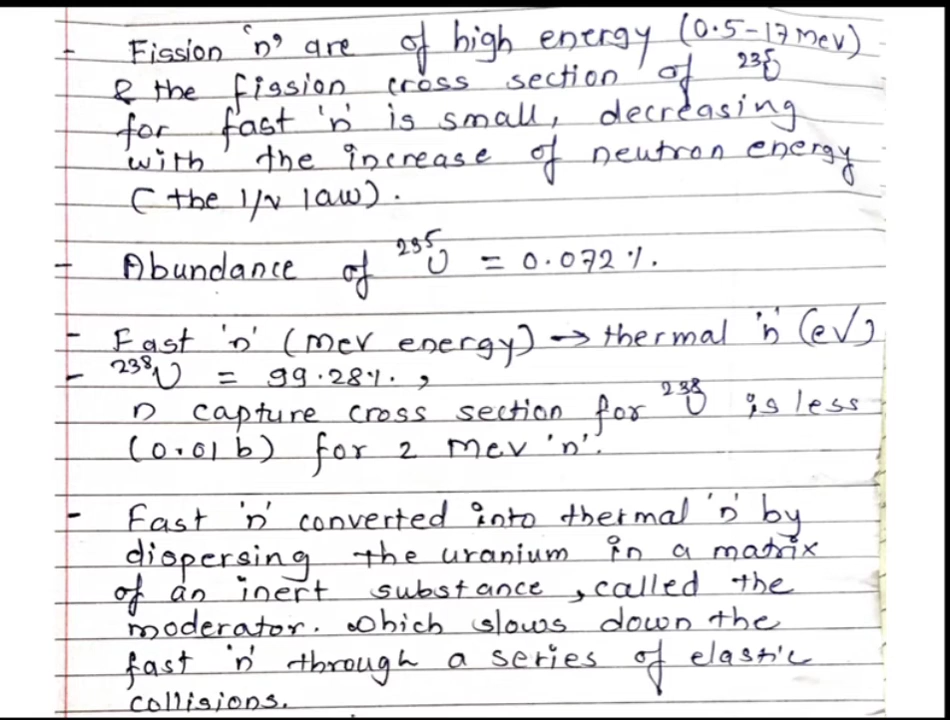 - Fission 'n' are of high energy (0.5-17 Mev)
& the fission cross section of 235U
for fast 'n' is small, decreasing
with the increase of neutron energy
(the 1/v law).
- Abundance of 235U = 0.072 %.
- Fast 'n' (Mev energy) → thermal 'n' (eV)
- 238U = 99.28%,
n capture cross section for 238U is less
(0.01 b) for 2 Mev 'n'.
- Fast 'n' converted into thermal 'n' by
dispersing the uranium in a matrix
of an inert substance, called the
moderator. which slows down the
fast 'n' through a series of elastic
collisions.